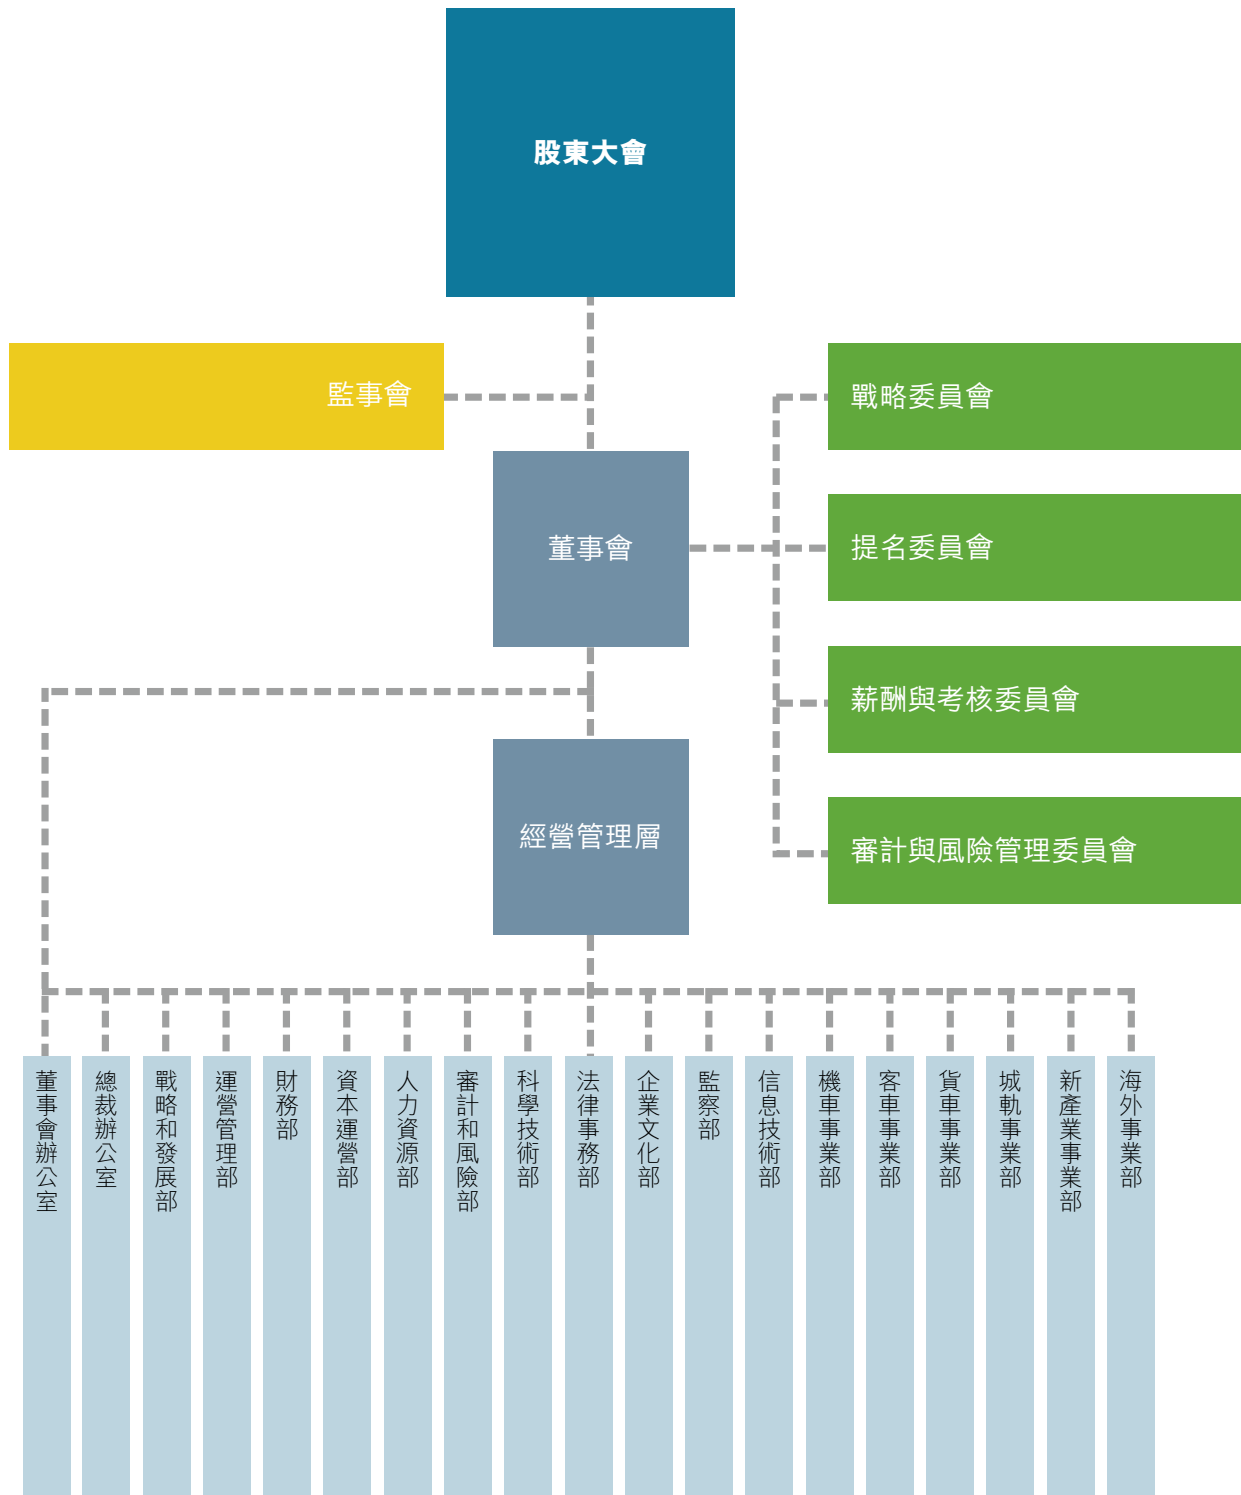 股東大會
監事會
戰略委員會
董事會
提名委員會
薪酬與考核委員會
經營管理層
審計與風險管理委員會
董事會辦公室
總裁辦公室
戰略和發展部
運營管理部
財務部
資本運營部
人力資源部
審計和風險部
科學技術部
法律事務部
企業文化部
監察部
信息技術部
機車事業部
客車事業部
貨車事業部
城軌事業部
新產業事業部
海外事業部